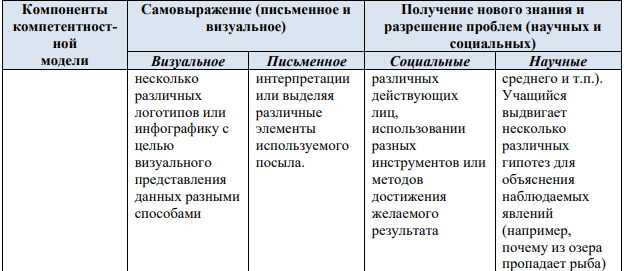 Компоненты
компетентност-
ной
модели
Самовыражение (письменное и
визуальное)
Получение нового знания и
разрешение проблем (научных и
социальных)
Визуальное
Письменное
Социальные
Научные
несколько
различных
логотипов или
инфографику с
целью
визуального
представления
данных разными
способами
интерпретации
или выделяя
различные
элементы
используемого
посыла.
различных
действующих
лиц,
использовании
разных
инструментов или
методов
достижения
желаемого
результата
среднего и т.п.).
Учащийся
выдвигает
несколько
различных
гипотез для
объяснения
наблюдаемых
явлений
(например,
почему из озера
пропадает рыба)